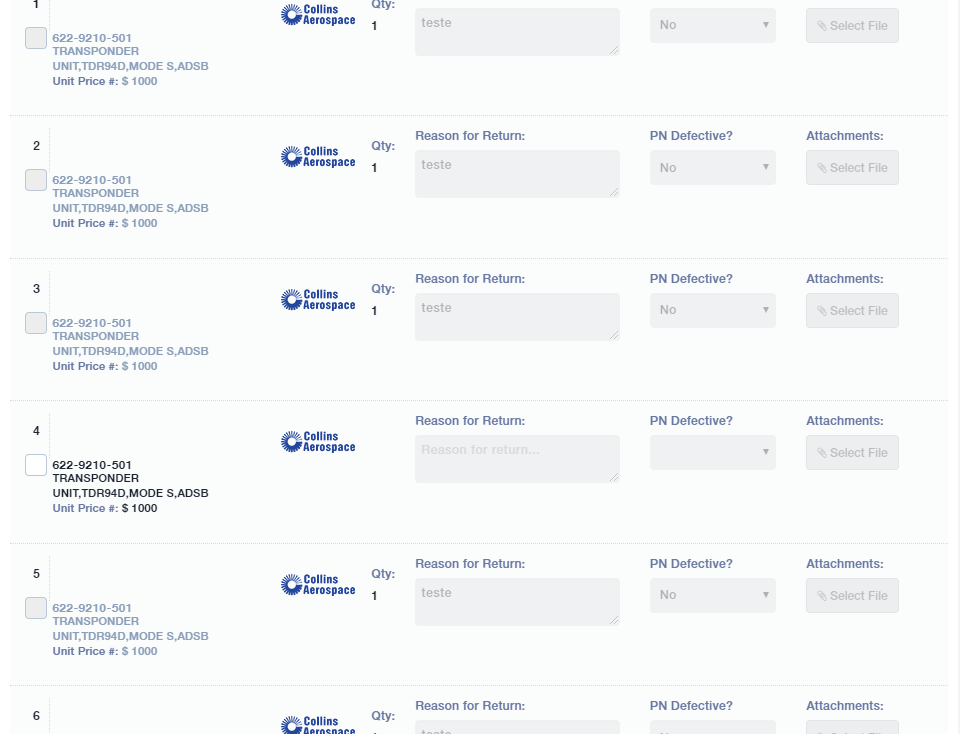 1
622-9210-501
TRANSPONDER
UNIT,TDR94D,MODE S,ADSB
Unit Price #: $ 1000
Collins
Aerospace
Qty:
1
teste
No
Select File
2
622-9210-501
TRANSPONDER
UNIT,TDR94D,MODE S,ADSB
Unit Price #: $ 1000
Collins
Aerospace
Qty:
1
Reason for Return:
teste
PN Defective?
No
Attachments:
Select File
3
622-9210-501
TRANSPONDER
UNIT,TDR94D,MODE S,ADSB
Unit Price #: $ 1000
Collins
Aerospace
Qty:
1
Reason for Return:
teste
PN Defective?
No
Attachments:
Select File
4
622-9210-501
TRANSPONDER
UNIT,TDR94D,MODE S,ADSB
Unit Price #: $ 1000
Collins
Aerospace
Reason for Return:
Reason for return...
PN Defective?
Attachments:
Select File
5
622-9210-501
TRANSPONDER
UNIT,TDR94D,MODE S,ADSB
Unit Price #: $ 1000
Collins
Aerospace
Qty:
1
Reason for Return:
teste
PN Defective?
No
Attachments:
Select File
6
Collins
Aerospace
Qty:
Reason for Return:
teste
PN Defective?
Attachments: